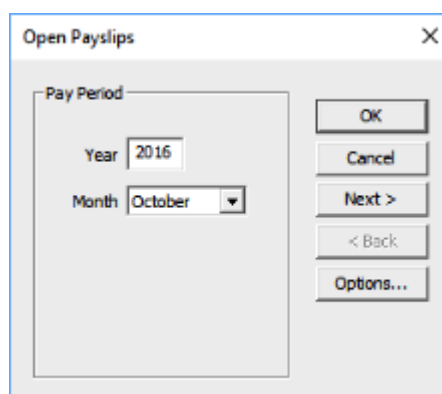 Open Payslips
Pay Period
Year 2016
Month October
OK
Cancel
Next >
< Back
Options...